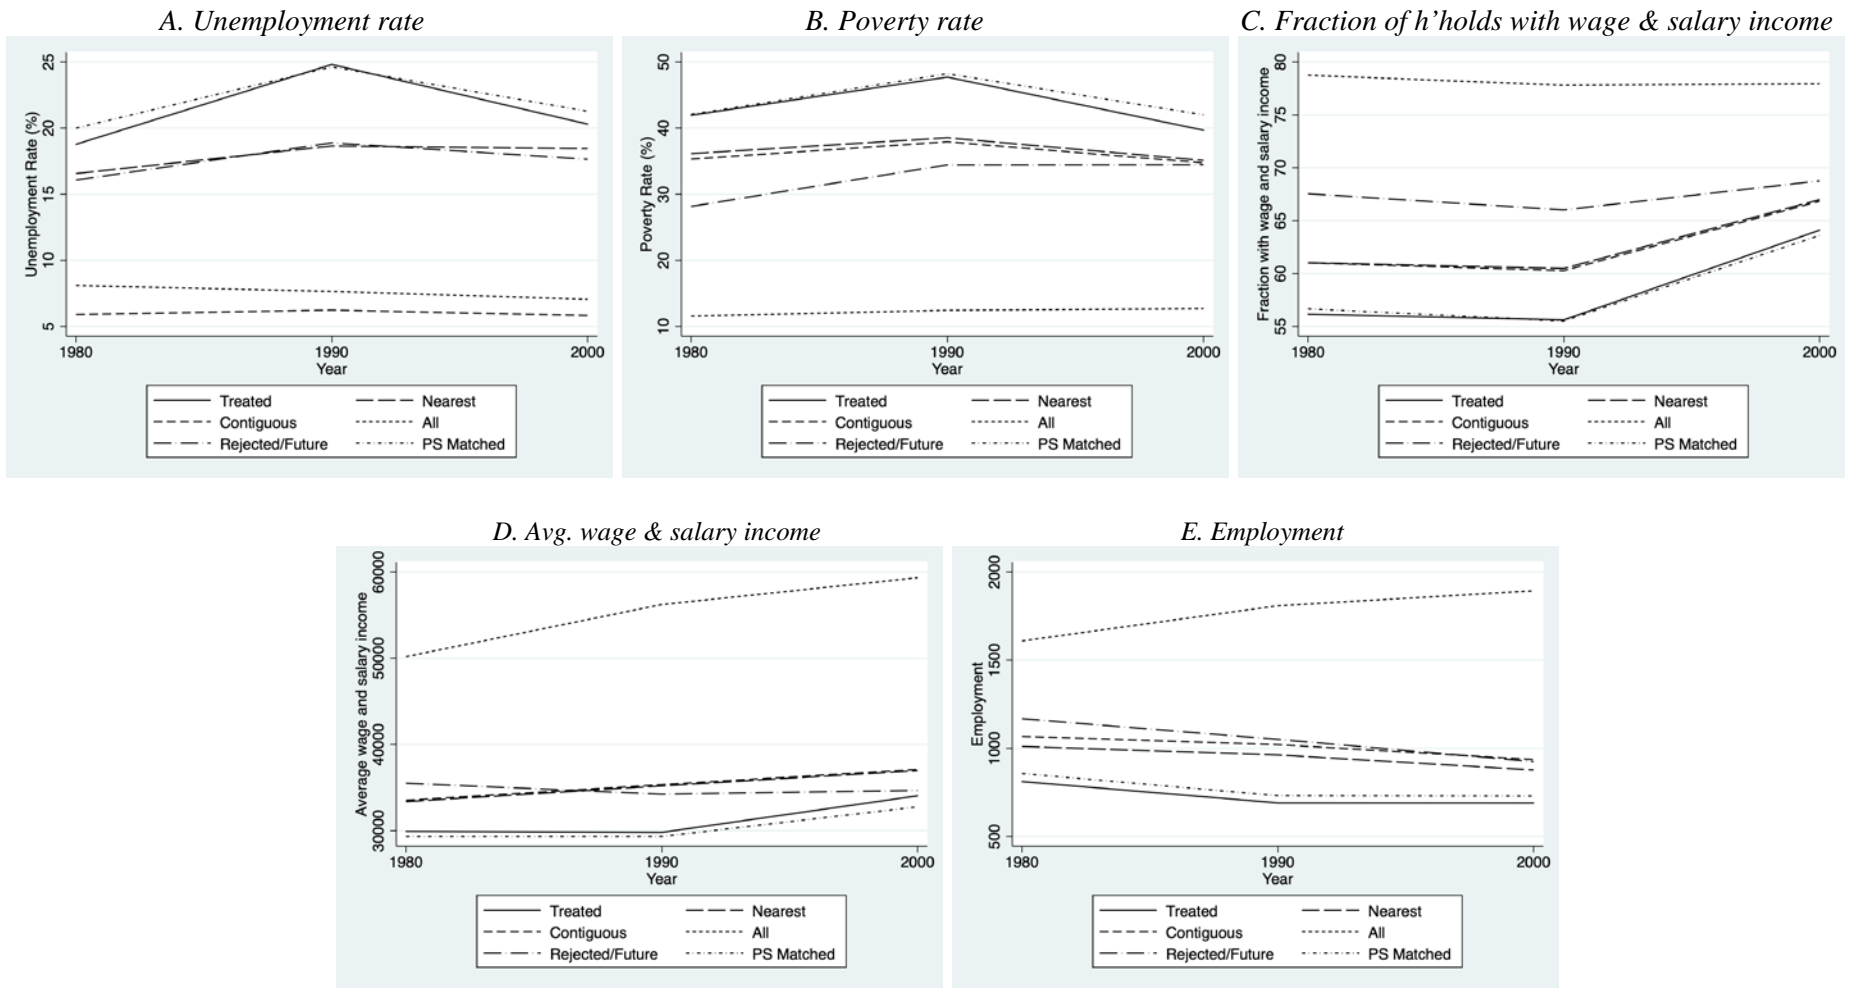 A. Unemployment rate
B. Poverty rate
C. Fraction of h’holds with wage & salary income
Unemployment Rate (%)
25
20
15
10
5
1980
1990
2000
Year
Treated
Nearest
Contiguous
All
Rejected/Future
PS Matched
Poverty Rate (%)
50
40
30
20
10
1980
1990
2000
Year
Treated
Nearest
Contiguous
All
Rejected/Future
PS Matched
Fraction with wage and salary income
80
75
70
65
60
55
1980
1990
2000
Year
Treated
Nearest
Contiguous
All
Rejected/Future
PS Matched
D. Avg. wage & salary income
E. Employment
Average wage and salary income
60000
50000
40000
30000
1980
1990
2000
Year
Treated
Nearest
Contiguous
All
Rejected/Future
PS Matched
Employment
2000
1500
1000
500
1980
1990
2000
Year
Treated
Nearest
Contiguous
All
Rejected/Future
PS Matched